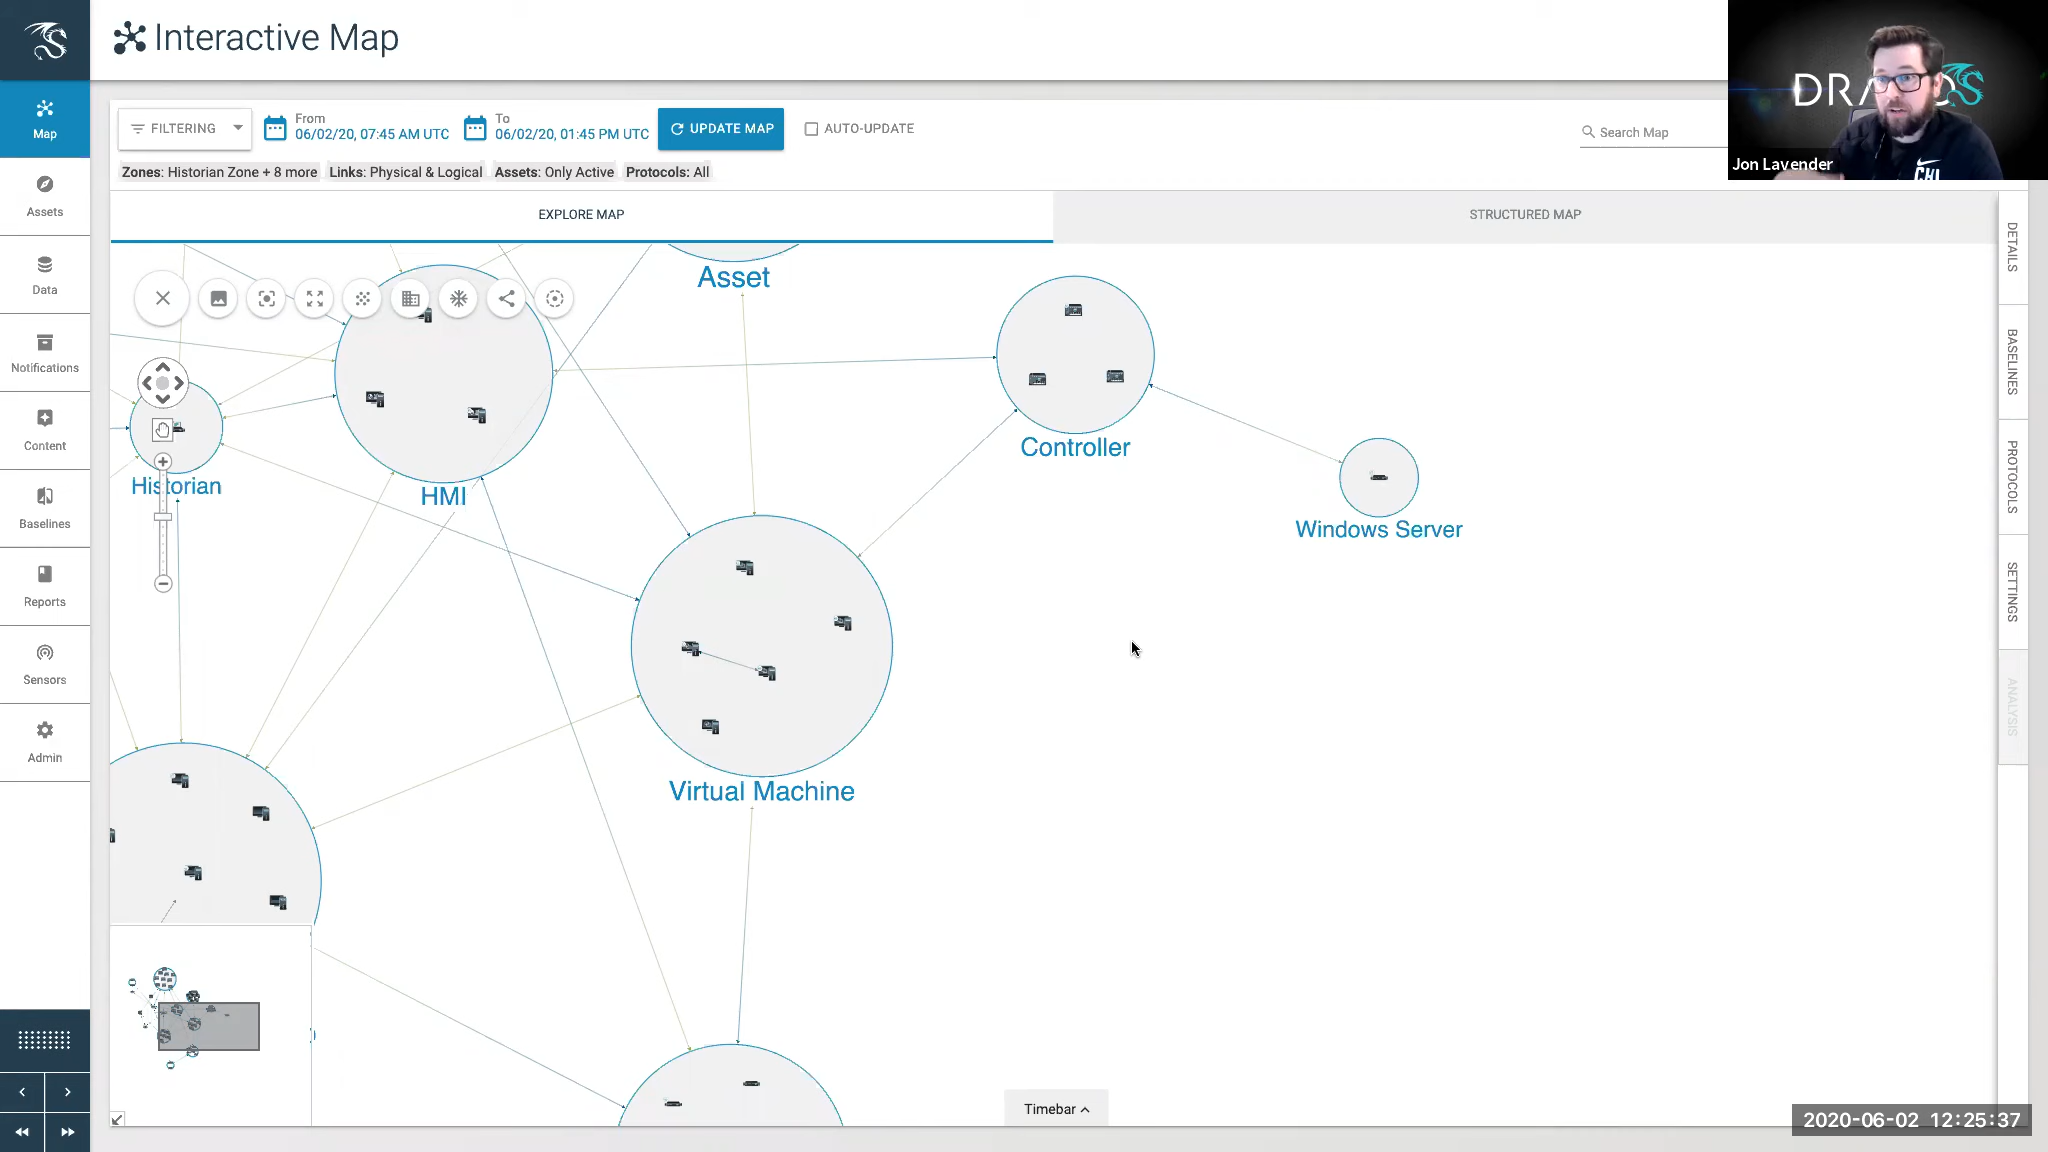 Interactive Map
DRA OS
Jon Lavender
Map
Assets
Data
Notifications
Content
Baselines
Reports
Sensors
Admin
FILTERING
From
06/02/20, 07:45 AM UTC
To
06/02/20, 01:45 PM UTC
UPDATE MAP
AUTO-UPDATE
Search Map
Zones: Historian Zone + 8 more
Links: Physical & Logical
Assets: Only Active
Protocols: All
EXPLORE MAP
STRUCTURED MAP
Asset
Controller
Historian
HMI
Windows Server
Virtual Machine
DETAILS
BASELINES
PROTOCOLS
SETTINGS
ANALYSIS
Timebar
2020-06-02 12:25:37